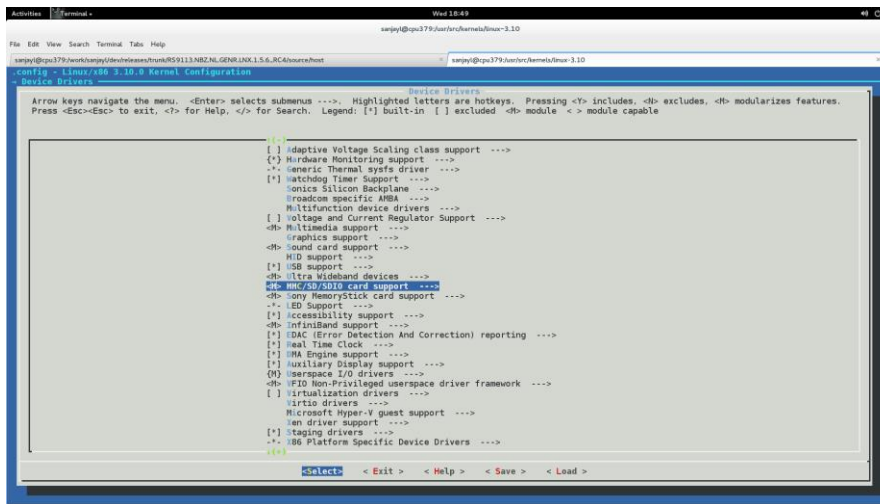 Activities Terminal Wed 18:49
sanjayl@cpu379:/usr/src/kernels/linux-3.10
File Edit View Search Terminal Tabs Help
sanjayl@cpu379:/work/sanjayl/dev/releases/trunk/RS9113.NBZ.NL.GENR.LNX.1.5.6_RC4/source/host × sanjayl@cpu379:/usr/src/kernels/linux-3.10 ×
.config - Linux/x86 3.10.0 Kernel Configuration
→ Device Drivers
Device Drivers
Arrow keys navigate the menu. <Enter> selects submenus --->. Highlighted letters are hotkeys. Pressing <Y> includes, <N> excludes, <M> modularizes features.
Press <Esc><Esc> to exit, <?> for Help, </> for Search. Legend: [*] built-in [ ] excluded <M> module < > module capable
^(-)
[ ] Adaptive Voltage Scaling class support --->
{*} Hardware Monitoring support --->
-*- Generic Thermal sysfs driver --->
[*] Watchdog Timer Support --->
Sonics Silicon Backplane --->
Broadcom specific AMBA --->
Multifunction device drivers --->
[ ] Voltage and Current Regulator Support --->
<M> Multimedia support --->
Graphics support --->
<M> Sound card support --->
HID support --->
[*] USB support --->
<M> Ultra Wideband devices --->
<M> MMC/SD/SDIO card support --->
<M> Sony MemoryStick card support --->
-*- LED Support --->
[*] Accessibility support --->
<M> InfiniBand support --->
[*] EDAC (Error Detection And Correction) reporting --->
[*] Real Time Clock --->
[*] DMA Engine support --->
[*] Auxiliary Display support --->
{M} Userspace I/O drivers --->
<M> VFIO Non-Privileged userspace driver framework --->
[ ] Virtualization drivers --->
Virtio drivers --->
Microsoft Hyper-V guest support --->
Xen driver support --->
[*] Staging drivers --->
-*- X86 Platform Specific Device Drivers --->
v(+)
<Select> < Exit > < Help > < Save > < Load >